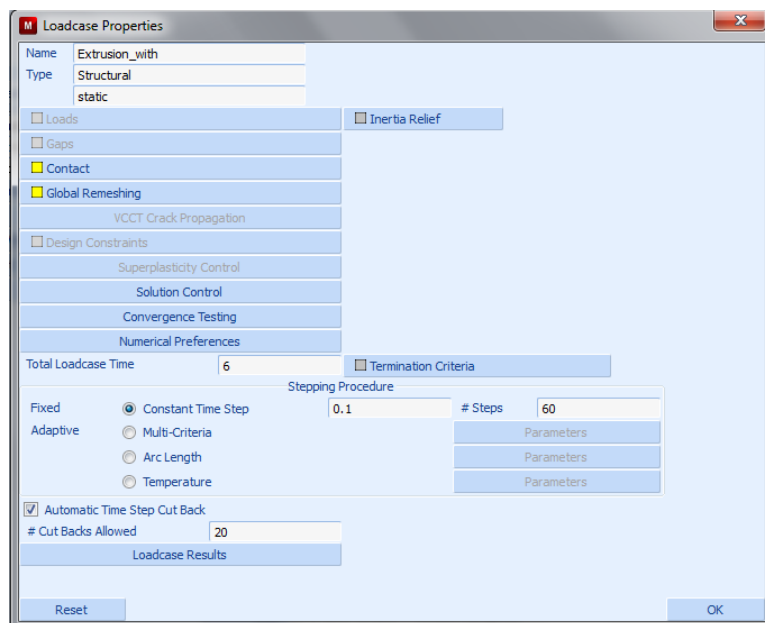 M Loadcase Properties
Name Extrusion_with
Type Structural
static
Loads Inertia Relief
Gaps
Contact
Global Remeshing
VCCT Crack Propagation
Design Constraints
Superplasticity Control
Solution Control
Convergence Testing
Numerical Preferences
Total Loadcase Time 6 Termination Criteria
Stepping Procedure
Fixed Constant Time Step 0.1 # Steps 60
Adaptive Multi-Criteria Parameters
Arc Length Parameters
Temperature Parameters
Automatic Time Step Cut Back
# Cut Backs Allowed 20
Loadcase Results
Reset OK